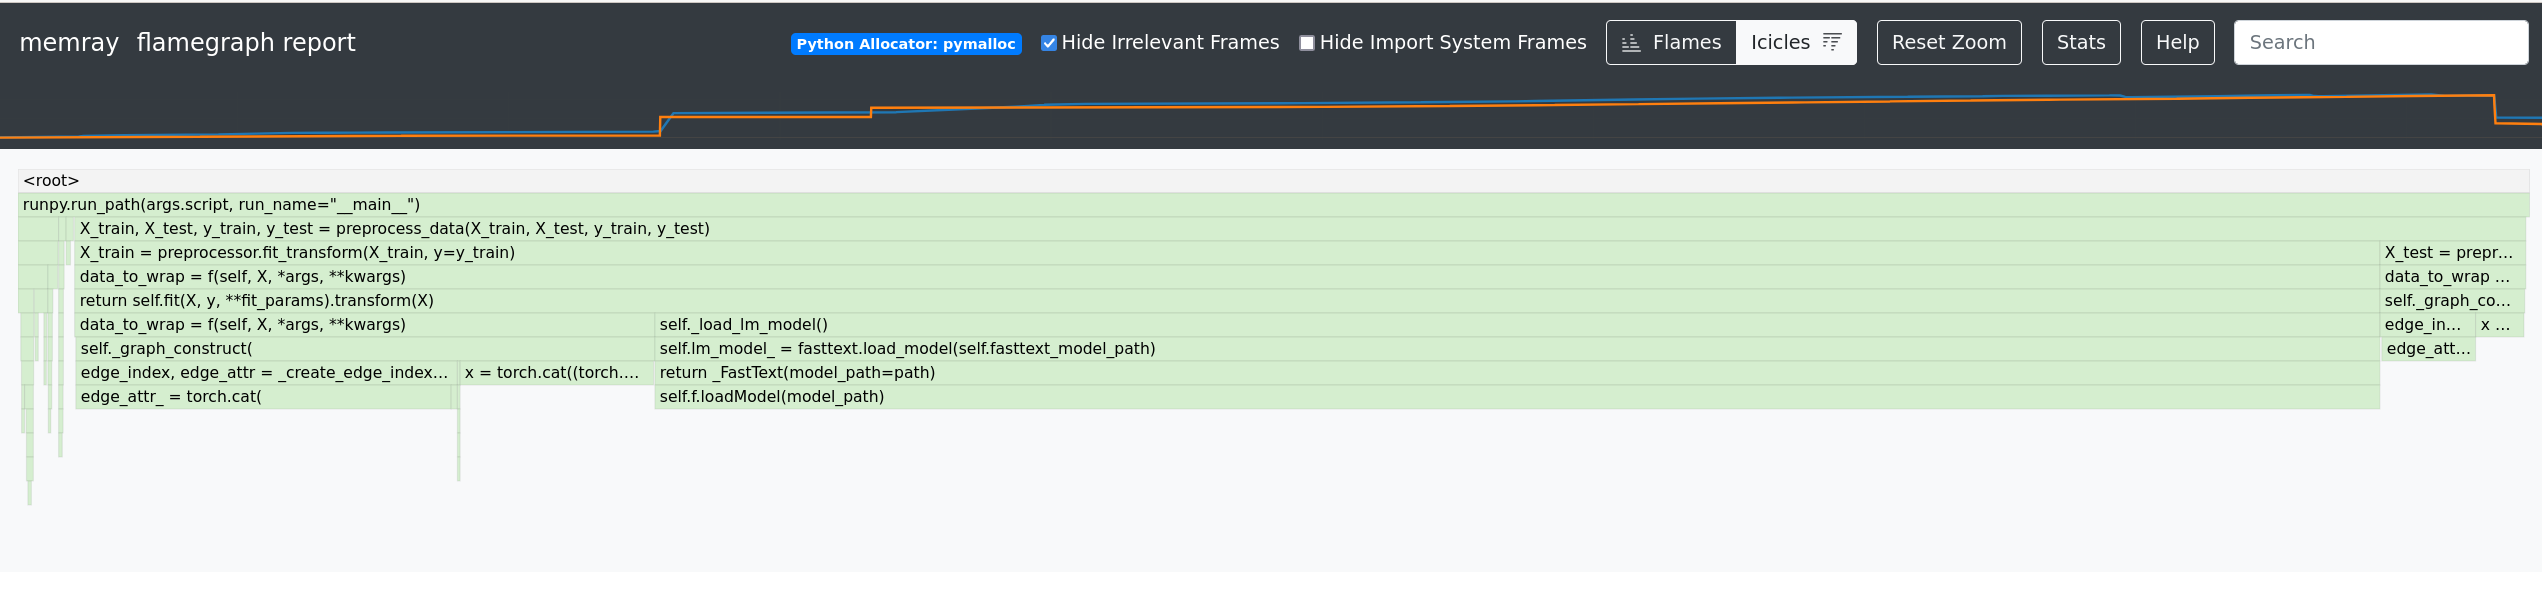 memray flamegraph report Python Allocator: pymalloc Hide Irrelevant Frames Hide Import System Frames Flames Icicles Reset Zoom Stats Help Search
<root>
runpy.run_path(args.script, run_name="__main__")
X_train, X_test, y_train, y_test = preprocess_data(X_train, X_test, y_train, y_test)
X_train = preprocessor.fit_transform(X_train, y=y_train) X_test = prepr...
data_to_wrap = f(self, X, *args, **kwargs) data_to_wrap ...
return self.fit(X, y, **fit_params).transform(X) self._graph_co...
data_to_wrap = f(self, X, *args, **kwargs) self._load_lm_model() edge_in... x ...
self._graph_construct( self.lm_model_ = fasttext.load_model(self.fasttext_model_path) edge_att...
edge_index, edge_attr = _create_edge_index... x = torch.cat((torch.... return _FastText(model_path=path)
edge_attr_ = torch.cat( self.f.loadModel(model_path)